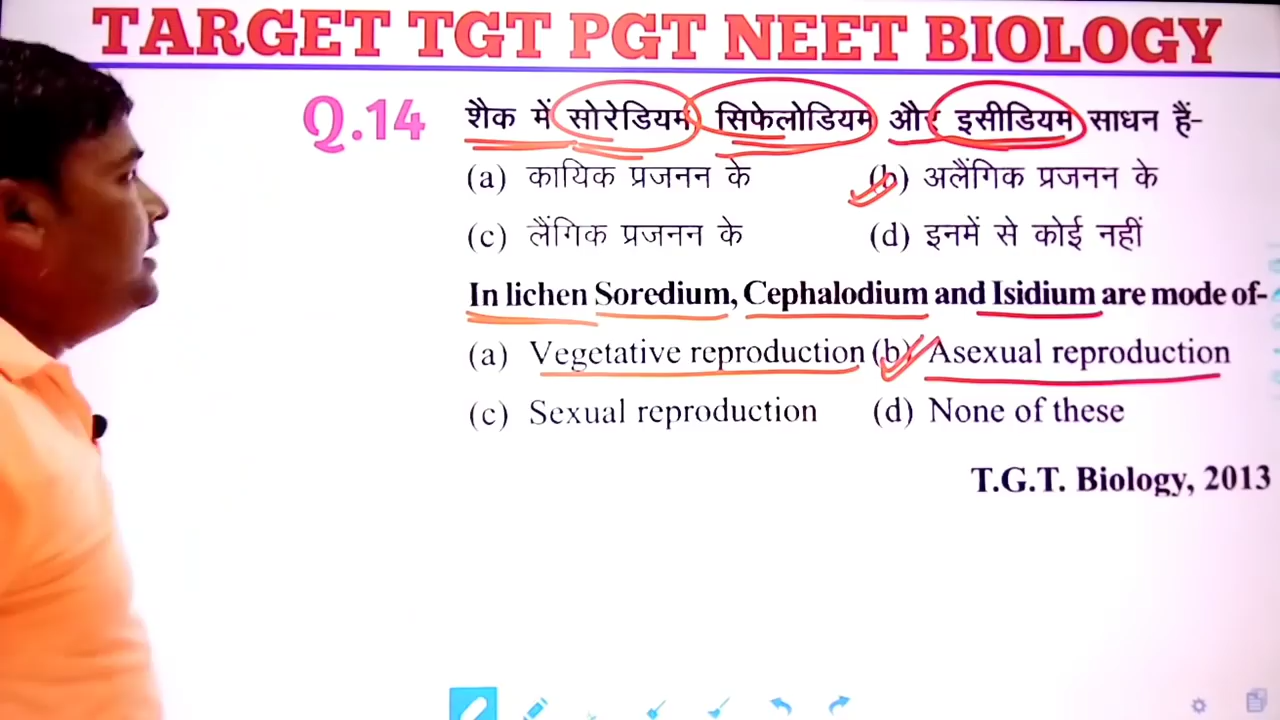 TARGET TGT PGT NEET BIOLOGY
Q.14 शैक में सोरेडियम, सिफेलोडियम और इसीडियम साधन हैं-
(a) कायिक प्रजनन के (b) अलैंगिक प्रजनन के
(c) लैंगिक प्रजनन के (d) इनमें से कोई नहीं
In lichen Soredium, Cephalodium and Isidium are mode of-
(a) Vegetative reproduction (b) Asexual reproduction
(c) Sexual reproduction (d) None of these
T.G.T. Biology, 2013